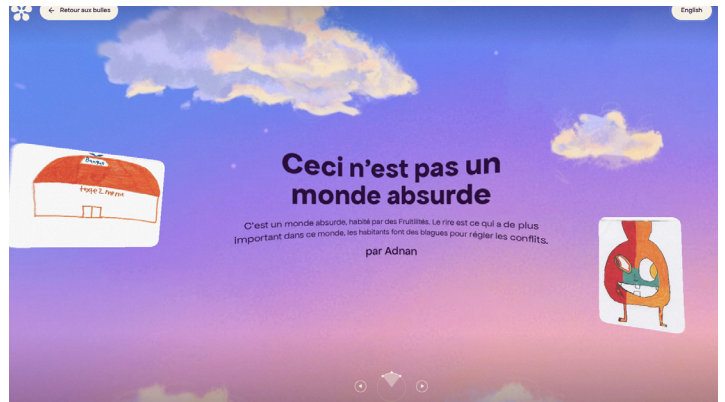 ← Retour aux bulles
English
Ceci n'est pas un
monde absurde
C'est un monde absurde, habité par des Fruitilités. Le rire est ce qui a de plus
important dans ce monde, les habitants font des blagues pour régler les conflits.
par Adnan